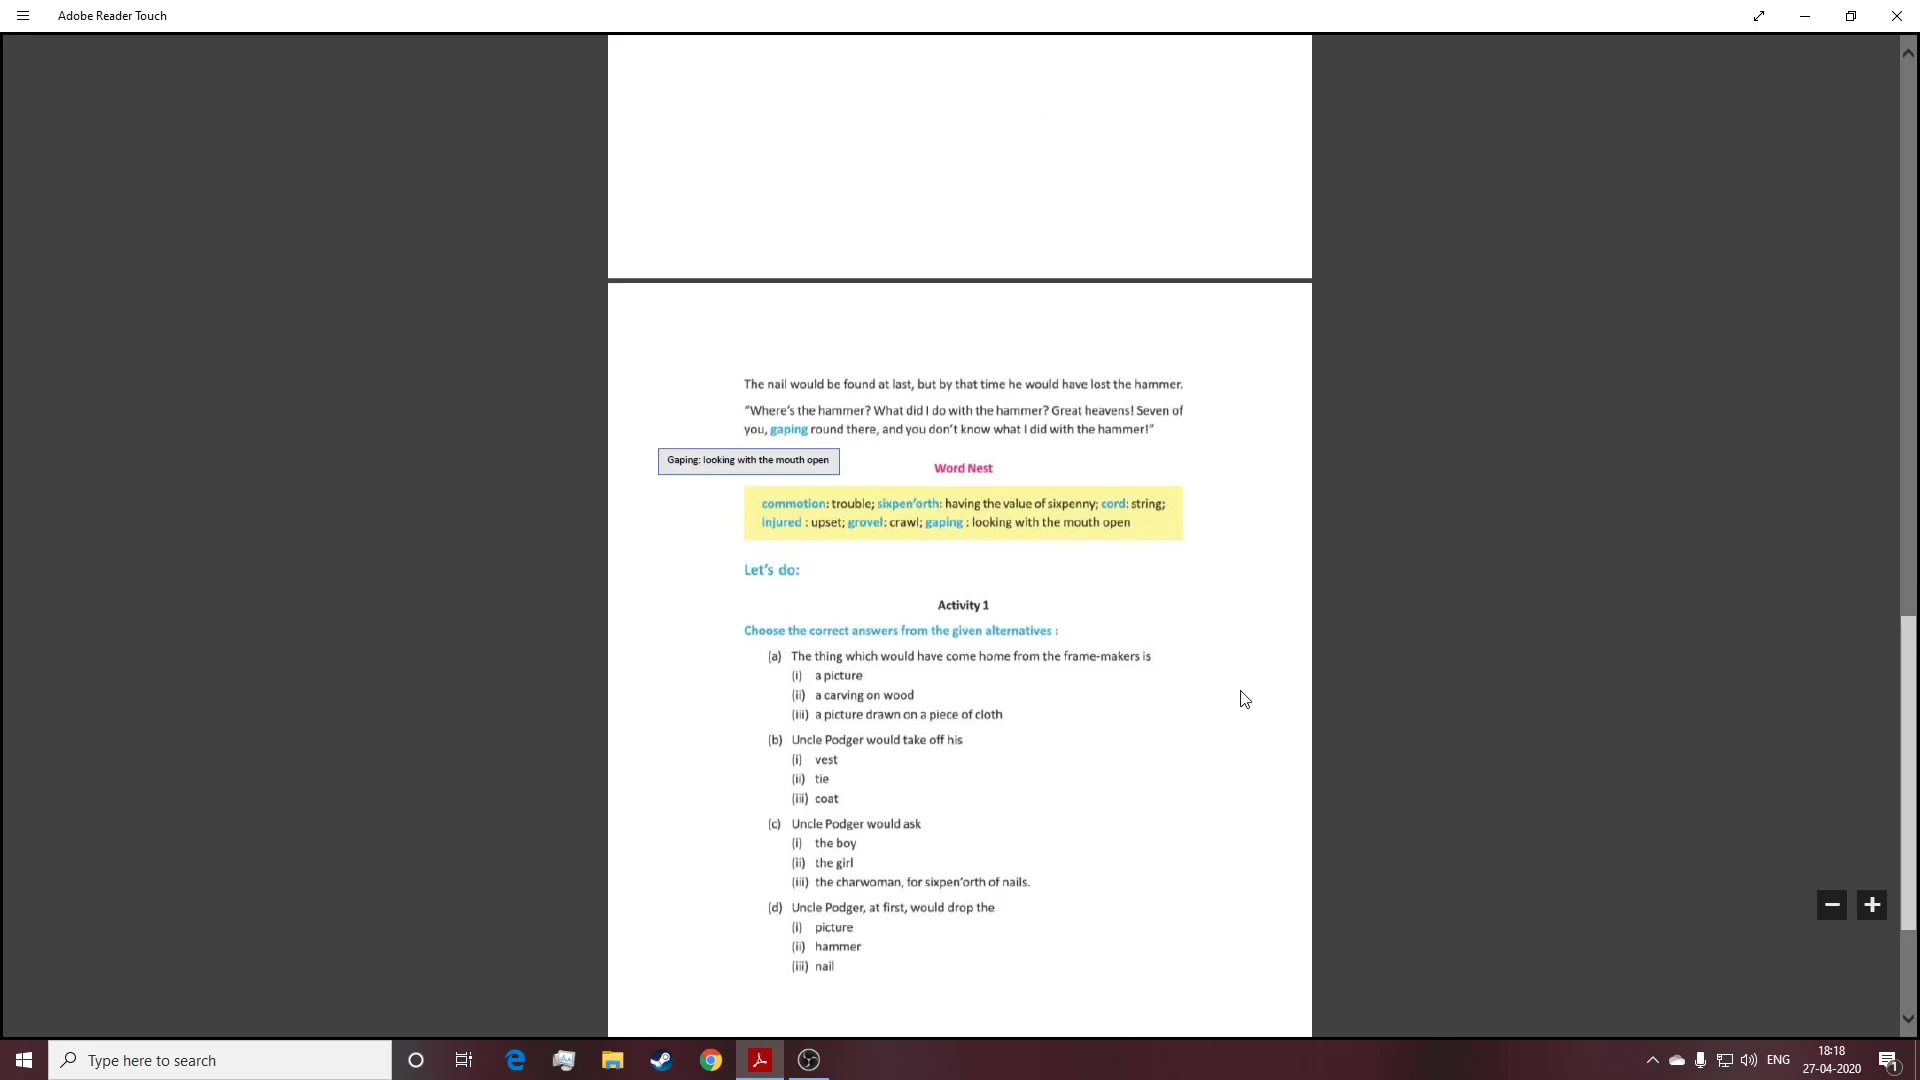 Adobe Reader Touch
The nail would be found at last, but by that time he would have lost the hammer.
“Where’s the hammer? What did I do with the hammer? Great heavens! Seven of
you, gaping round there, and you don’t know what I did with the hammer!”
Gaping: looking with the mouth open
Word Nest
commotion: trouble; sixpen’orth: having the value of sixpenny; cord: string;
injured : upset; grovel: crawl; gaping : looking with the mouth open
Let’s do:
Activity 1
Choose the correct answers from the given alternatives :
(a) The thing which would have come home from the frame-makers is
(i) a picture
(ii) a carving on wood
(iii) a picture drawn on a piece of cloth
(b) Uncle Podger would take off his
(i) vest
(ii) tie
(iii) coat
(c) Uncle Podger would ask
(i) the boy
(ii) the girl
(iii) the charwoman, for sixpen’orth of nails.
(d) Uncle Podger, at first, would drop the
(i) picture
(ii) hammer
(iii) nail
Type here to search
ENG
18:18
27-04-2020
1